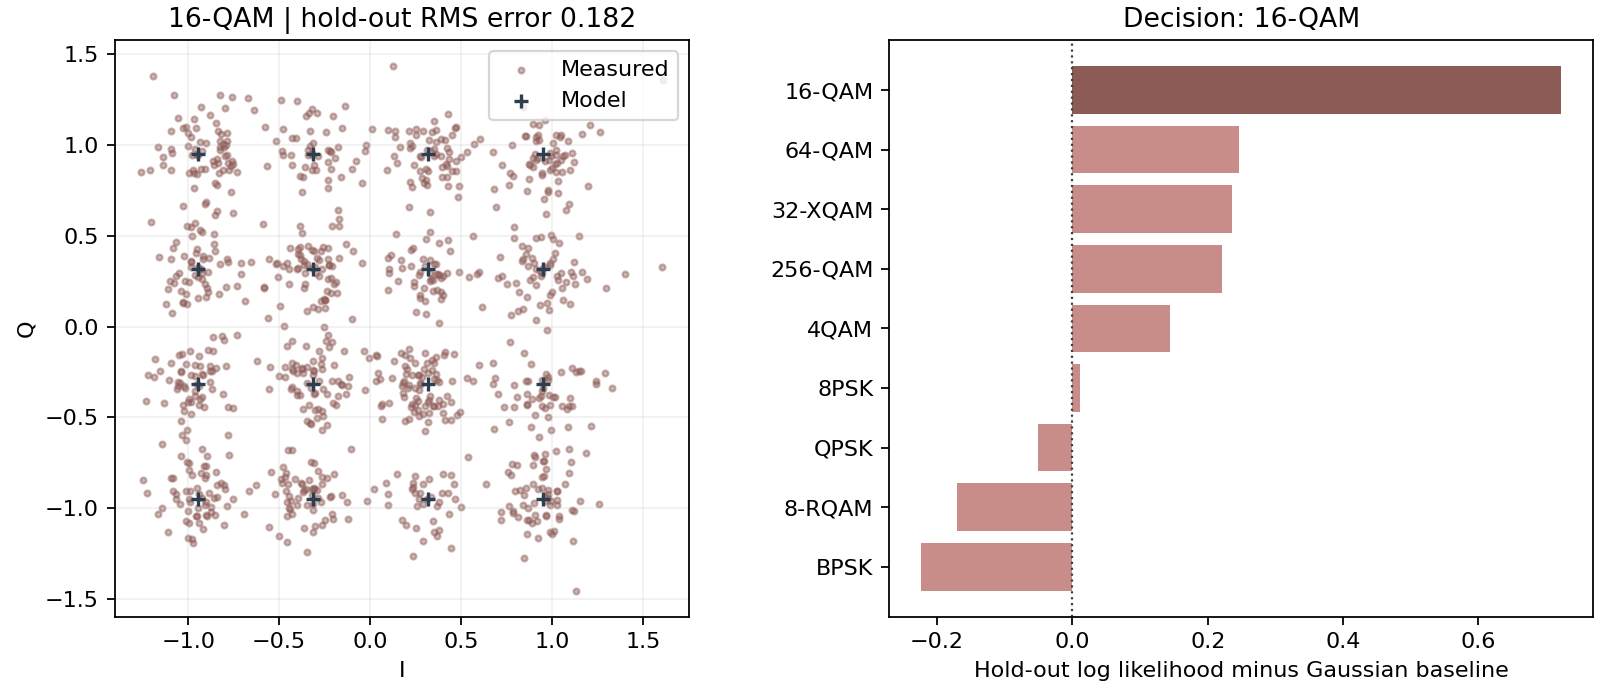 16-QAM | hold-out RMS error 0.182
Measured
Model
1.5
1.0
0.5
0.0
−0.5
−1.0
−1.5
Q
−1.0
−0.5
0.0
0.5
1.0
1.5
I
Decision: 16-QAM
16-QAM
64-QAM
32-XQAM
256-QAM
4QAM
8PSK
QPSK
8-RQAM
BPSK
−0.2
0.0
0.2
0.4
0.6
Hold-out log likelihood minus Gaussian baseline